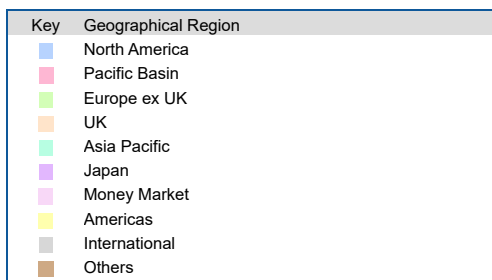 Key Geographical Region
North America
Pacific Basin
Europe ex UK
UK
Asia Pacific
Japan
Money Market
Americas
International
Others